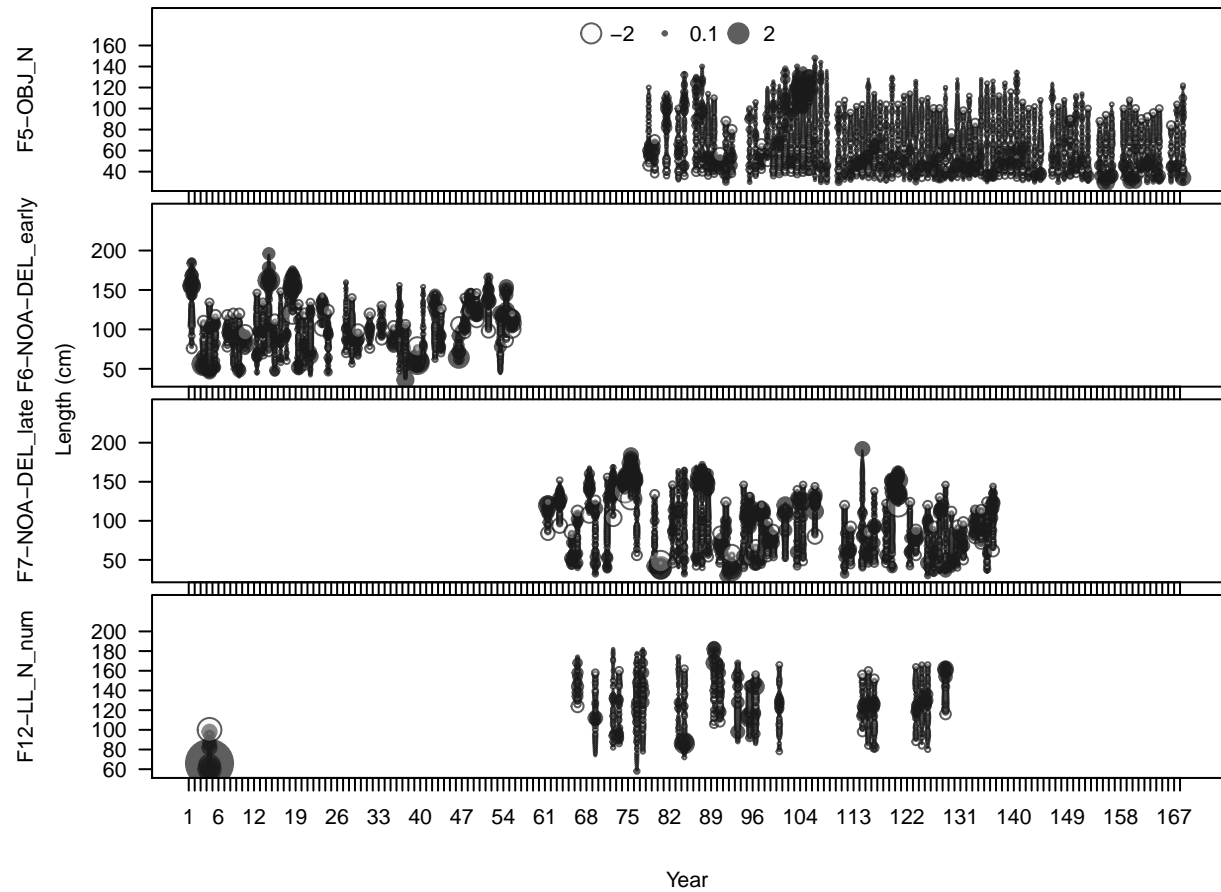 −2 0.1 2
F5−OBJ_N
160
140
120
100
80
60
40
F6−NOA−DEL_early
200
150
100
50
Length (cm)
F7−NOA−DEL_late
200
150
100
50
F12−LL_N_num
200
180
160
140
120
100
80
60
1 6 12 19 26 33 40 47 54 61 68 75 82 89 96 104 113 122 131 140 149 158 167
Year